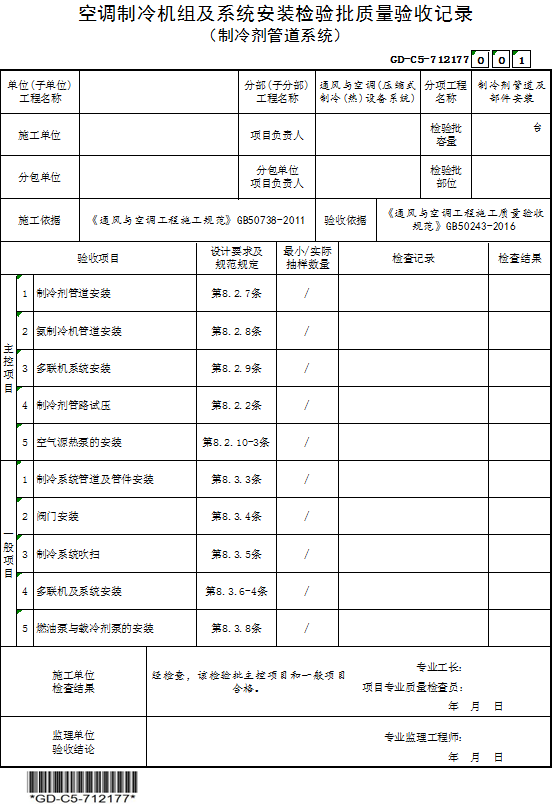 空调制冷机组及系统安装检验批质量验收记录
（制冷剂管道系统）
GD-C5-712177 0 0 1
单位(子单位)
工程名称
分部(子分部)
工程名称
通风与空调(压缩式
制冷(热)设备系统)
分项工程
名称
制冷剂管道及
部件安装
施工单位
项目负责人
检验批
容量
台
分包单位
分包单位
项目负责人
检验批
部位
施工依据
《通风与空调工程施工规范》GB50738-2011
验收依据
《通风与空调工程施工质量验收
规范》GB50243-2016
验收项目
设计要求及
规范规定
最小/实际
抽样数量
检查记录
检查结果
主控项目
1 制冷剂管道安装 第8.2.7条 /
2 氨制冷机管道安装 第8.2.8条 /
3 多联机系统安装 第8.2.9条 /
4 制冷剂管路试压 第8.2.2条 /
5 空气源热泵的安装 第8.2.10-3条 /
一般项目
1 制冷系统管道及管件安装 第8.3.3条 /
2 阀门安装 第8.3.4条 /
3 制冷系统吹扫 第8.3.5条 /
4 多联机及系统安装 第8.3.6-4条 /
5 燃油泵与载冷剂泵的安装 第8.3.8条 /
施工单位
检查结果
经检查，该检验批主控项目和一般项目
合格。
专业工长：
项目专业质量检查员：
年 月 日
监理单位
验收结论
专业监理工程师：
年 月 日
*GD-C5-712177*